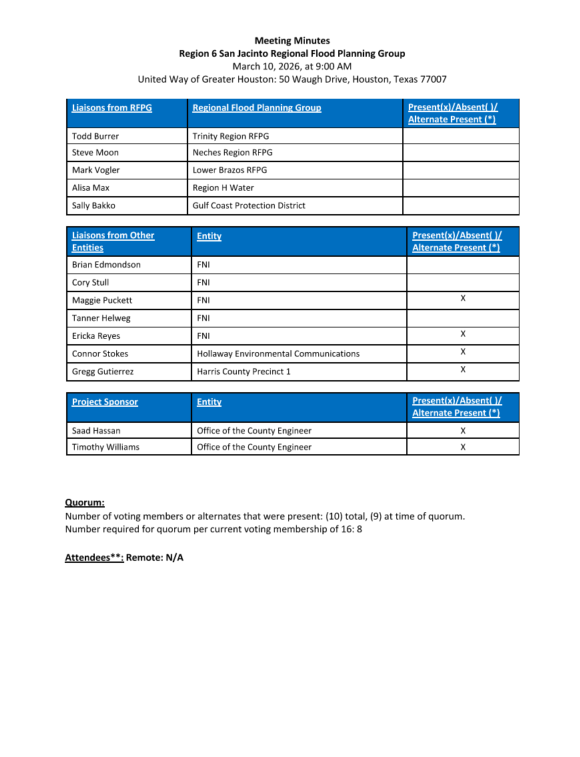 Meeting Minutes
Region 6 San Jacinto Regional Flood Planning Group
March 10, 2026, at 9:00 AM
United Way of Greater Houston: 50 Waugh Drive, Houston, Texas 77007
Liaisons from RFPG Regional Flood Planning Group Present(x)/Absent( )/ Alternate Present (*)
Todd Burrer Trinity Region RFPG
Steve Moon Neches Region RFPG
Mark Vogler Lower Brazos RFPG
Alisa Max Region H Water
Sally Bakko Gulf Coast Protection District
Liaisons from Other Entities Entity Present(x)/Absent( )/ Alternate Present (*)
Brian Edmondson FNI
Cory Stull FNI
Maggie Puckett FNI X
Tanner Helweg FNI
Ericka Reyes FNI X
Connor Stokes Hollaway Environmental Communications X
Gregg Gutierrez Harris County Precinct 1 X
Project Sponsor Entity Present(x)/Absent( )/ Alternate Present (*)
Saad Hassan Office of the County Engineer X
Timothy Williams Office of the County Engineer X
Quorum:
Number of voting members or alternates that were present: (10) total, (9) at time of quorum.
Number required for quorum per current voting membership of 16: 8
Attendees**: Remote: N/A